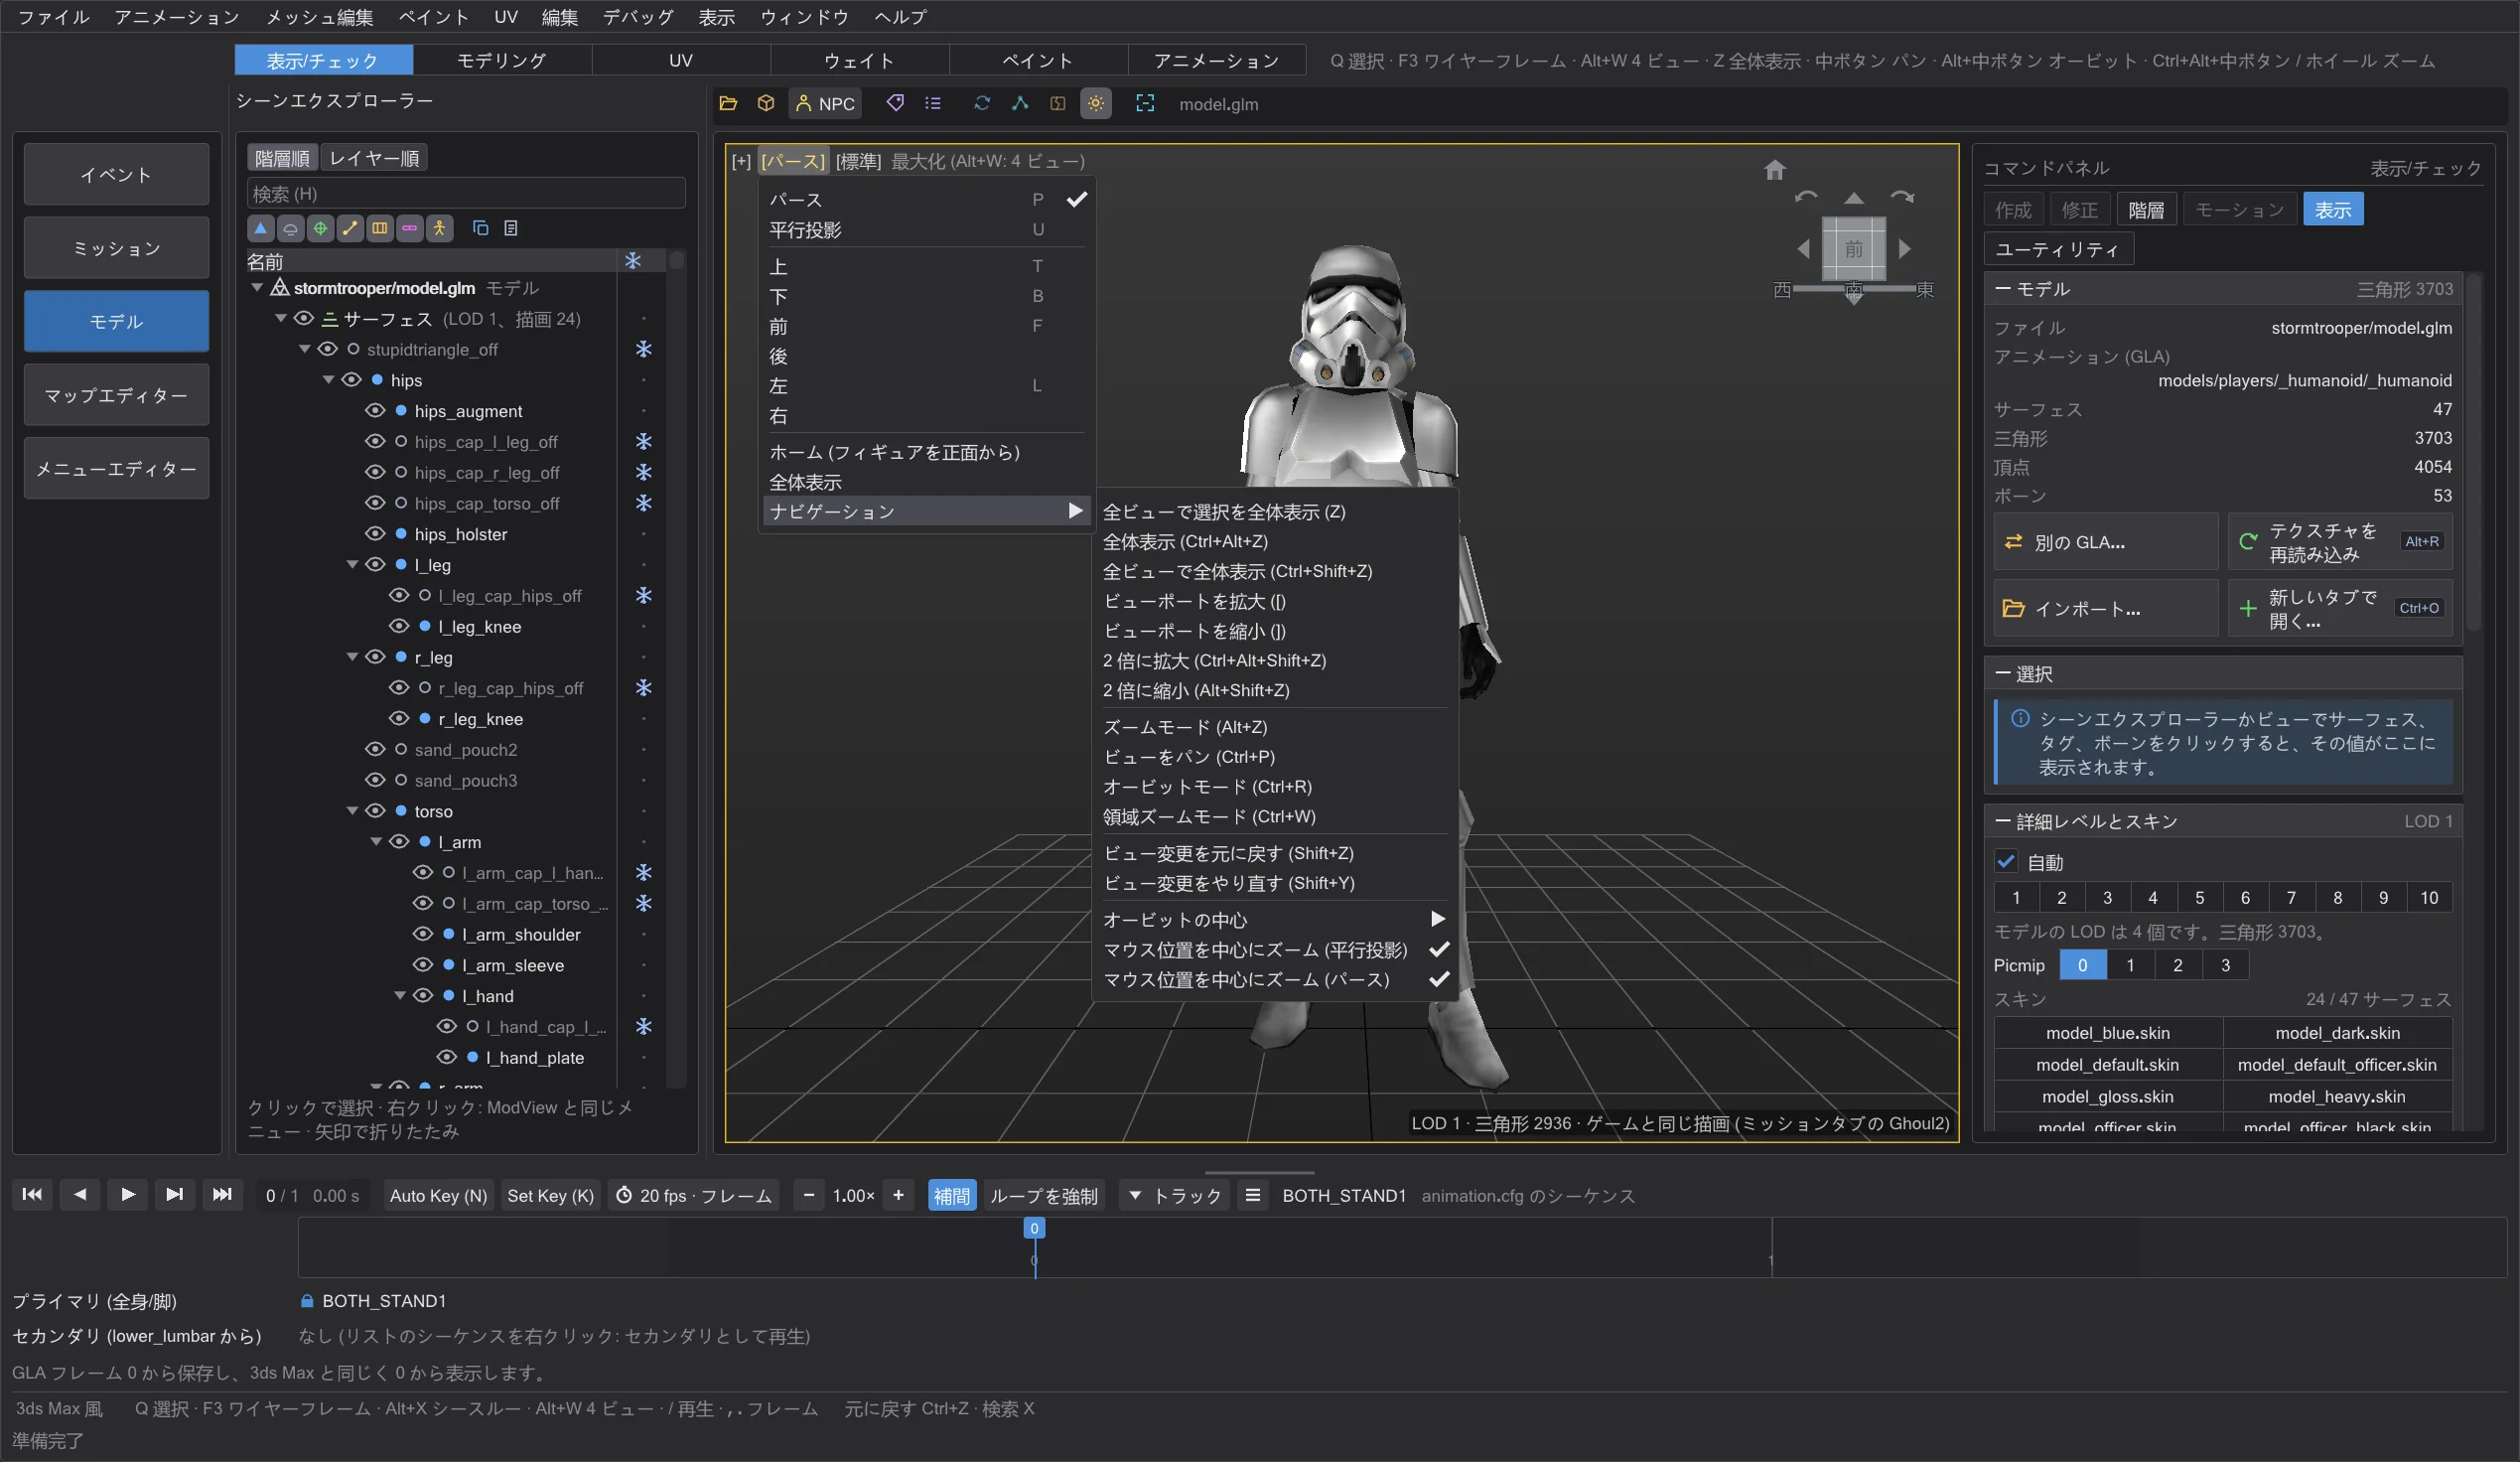 ファイル アニメーション メッシュ編集 ペイント UV 編集 デバッグ 表示 ウィンドウ ヘルプ
表示/チェック モデリング UV ウェイト ペイント アニメーション Q 選択 · F3 ワイヤーフレーム · Alt+W 4 ビュー · Z 全体表示 · 中ボタン パン · Alt+中ボタン オービット · Ctrl+Alt+中ボタン / ホイール ズーム
イベント
ミッション
モデル
マップエディター
メニューエディター
シーンエクスプローラー
階層順 レイヤー順
検索 (H)
名前
stormtrooper/model.glm モデル
サーフェス (LOD 1、描画 24)
stupidtriangle_off
hips
hips_augment
hips_cap_l_leg_off
hips_cap_r_leg_off
hips_cap_torso_off
hips_holster
l_leg
l_leg_cap_hips_off
l_leg_knee
r_leg
r_leg_cap_hips_off
r_leg_knee
sand_pouch2
sand_pouch3
torso
l_arm
l_arm_cap_l_han...
l_arm_cap_torso_...
l_arm_shoulder
l_arm_sleeve
l_hand
l_hand_cap_l_...
l_hand_plate
r_arm
クリックで選択 · 右クリック: ModView と同じメ
ニュー · 矢印で折りたたみ
NPC model.glm
[+] [パース] [標準] 最大化 (Alt+W: 4 ビュー)
パース P
平行投影 U
上 T
下 B
前 F
後
左 L
右
ホーム (フィギュアを正面から)
全体表示
ナビゲーション
全ビューで選択を全体表示 (Z)
全体表示 (Ctrl+Alt+Z)
全ビューで全体表示 (Ctrl+Shift+Z)
ビューポートを拡大 ([)
ビューポートを縮小 (])
2 倍に拡大 (Ctrl+Alt+Shift+Z)
2 倍に縮小 (Alt+Shift+Z)
ズームモード (Alt+Z)
ビューをパン (Ctrl+P)
オービットモード (Ctrl+R)
領域ズームモード (Ctrl+W)
ビュー変更を元に戻す (Shift+Z)
ビュー変更をやり直す (Shift+Y)
オービットの中心
マウス位置を中心にズーム (平行投影)
マウス位置を中心にズーム (パース)
前
西 南 東
LOD 1 · 三角形 2936 · ゲームと同じ描画 (ミッションタブの Ghoul2)
コマンドパネル 表示/チェック
作成 修正 階層 モーション 表示
ユーティリティ
モデル 三角形 3703
ファイル stormtrooper/model.glm
アニメーション (GLA)
models/players/_humanoid/_humanoid
サーフェス 47
三角形 3703
頂点 4054
ボーン 53
別の GLA...
テクスチャを
再読み込み Alt+R
インポート...
新しいタブで
開く... Ctrl+O
選択
シーンエクスプローラーかビューでサーフェス、
タグ、ボーンをクリックすると、その値がここに
表示されます。
詳細レベルとスキン LOD 1
自動
1 2 3 4 5 6 7 8 9 10
モデルの LOD は 4 個です。三角形 3703。
Picmip 0 1 2 3
スキン 24 / 47 サーフェス
model_blue.skin model_dark.skin
model_default.skin model_default_officer.skin
model_gloss.skin model_heavy.skin
model_officer.skin model_officer_black.skin
0 / 1 0.00 s Auto Key (N) Set Key (K) 20 fps · フレーム − 1.00× + 補間 ループを強制 トラック BOTH_STAND1 animation.cfg のシーケンス
0
0 1
プライマリ (全身/脚) BOTH_STAND1
セカンダリ (lower_lumbar から) なし (リストのシーケンスを右クリック: セカンダリとして再生)
GLA フレーム 0 から保存し、3ds Max と同じく 0 から表示します。
3ds Max 風 Q 選択 · F3 ワイヤーフレーム · Alt+X シースルー · Alt+W 4 ビュー · / 再生 · , . フレーム 元に戻す Ctrl+Z · 検索 X
準備完了